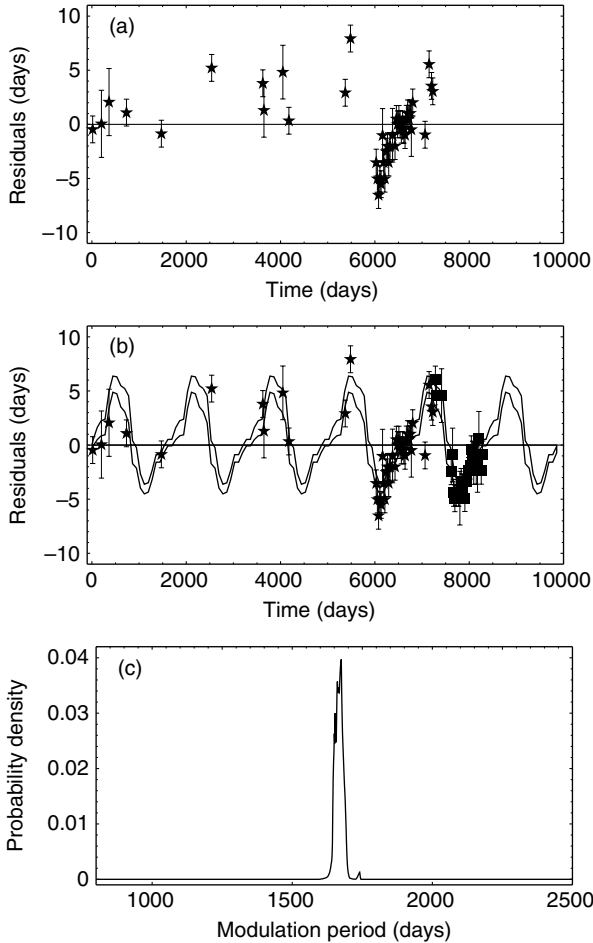 (a)
10
5
0
−5
−10
Residuals (days)
0 2000 4000 6000 8000 10000
Time (days)
(b)
10
5
0
−5
−10
Residuals (days)
0 2000 4000 6000 8000 10000
Time (days)
(c)
0.04
0.03
0.02
0.01
0
Probability density
1000 1500 2000 2500
Modulation period (days)